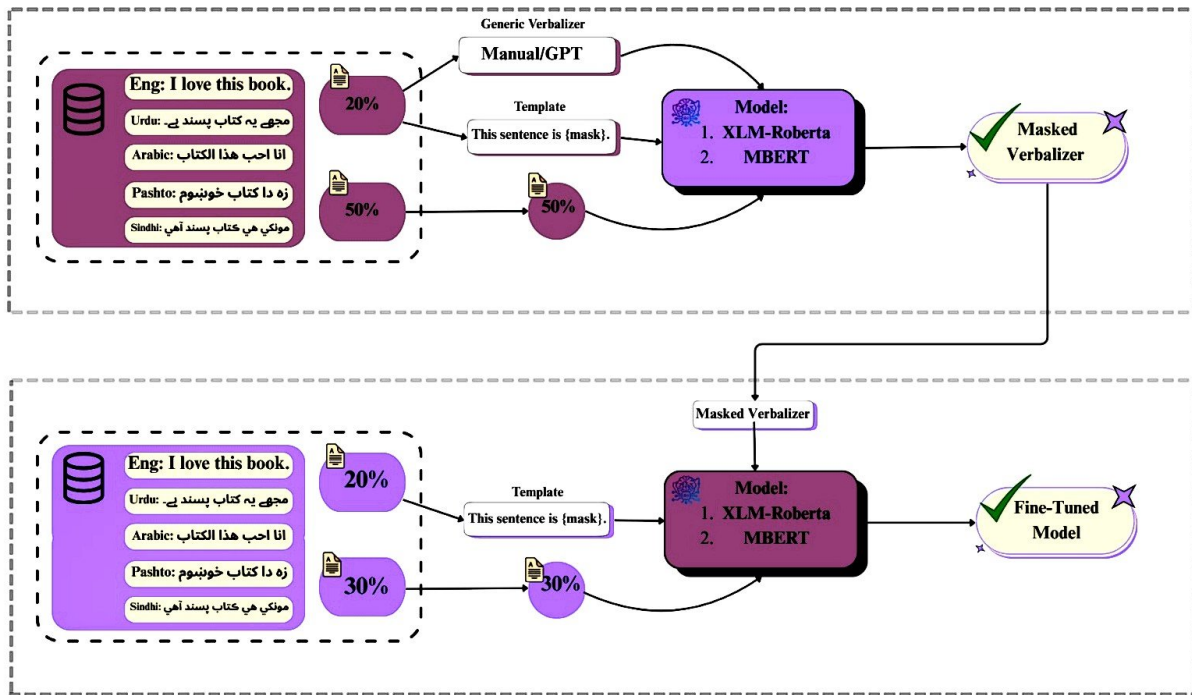 Generic Verbalizer
Manual/GPT
Eng: I love this book.
20%
Template
Model:
Urdu: مجھے یہ کتاب پسند ہے۔
This sentence is {mask}.
1. XLM-Roberta
Masked
Verbalizer
Arabic: انا احب هذا الكتاب
2. MBERT
Pashto: زه دا کتاب خوښوم
50%
50%
Sindhi: مونکي هي ڪتاب پسند آهي
Masked Verbalizer
Eng: I love this book.
20%
Template
Model:
Urdu: مجھے یہ کتاب پسند ہے۔
This sentence is {mask}.
1. XLM-Roberta
Fine-Tuned
Model
Arabic: انا احب هذا الكتاب
2. MBERT
Pashto: زه دا کتاب خوښوم
30%
30%
Sindhi: مونکي هي ڪتاب پسند آهي